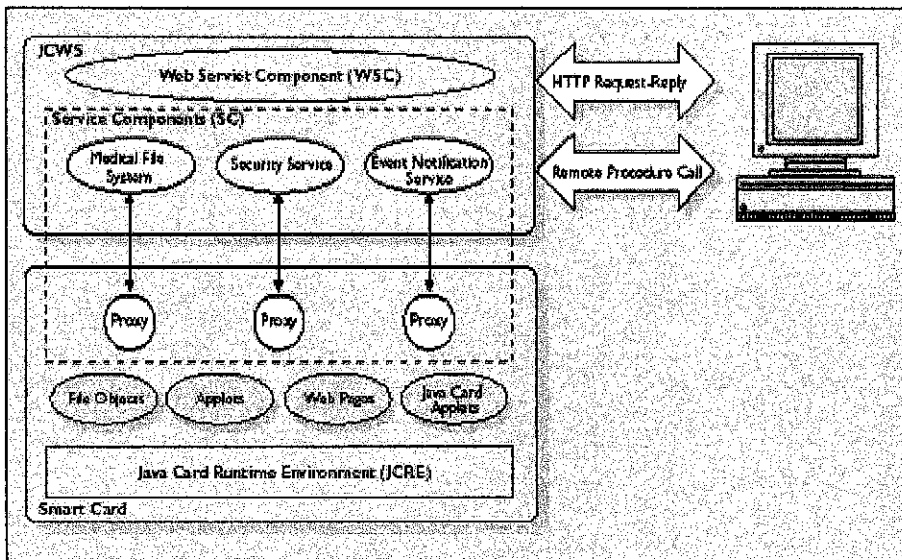 JCWS
Web Servlet Component (WSC)
HTTP Request-Reply
Service Components (SC)
Medical File
System
Security Service
Event Notification
Service
Remote Procedure Call
Proxy
Proxy
Proxy
File Objects
Applets
Web Pages
Java Card
Applets
Java Card Runtime Environment (JCRE)
Smart Card